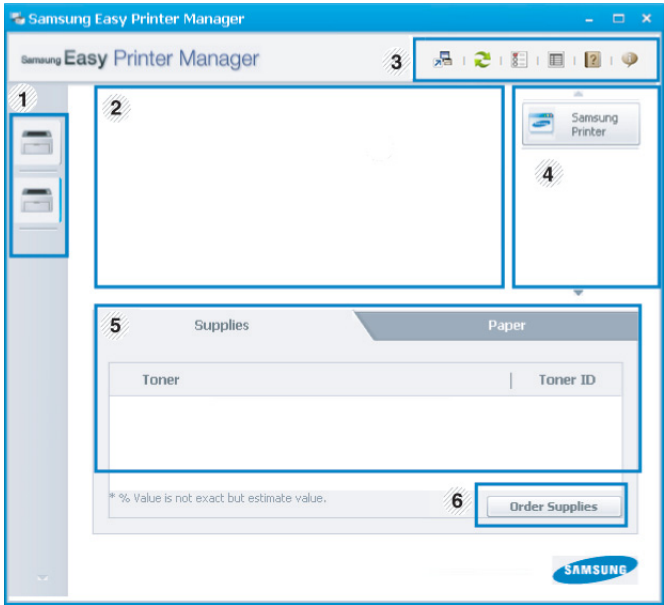 Samsung Easy Printer Manager
Samsung Easy Printer Manager
3
1
2
Samsung
Printer
4
5
Supplies
Paper
Toner
Toner ID
* % Value is not exact but estimate value.
6
Order Supplies
SAMSUNG